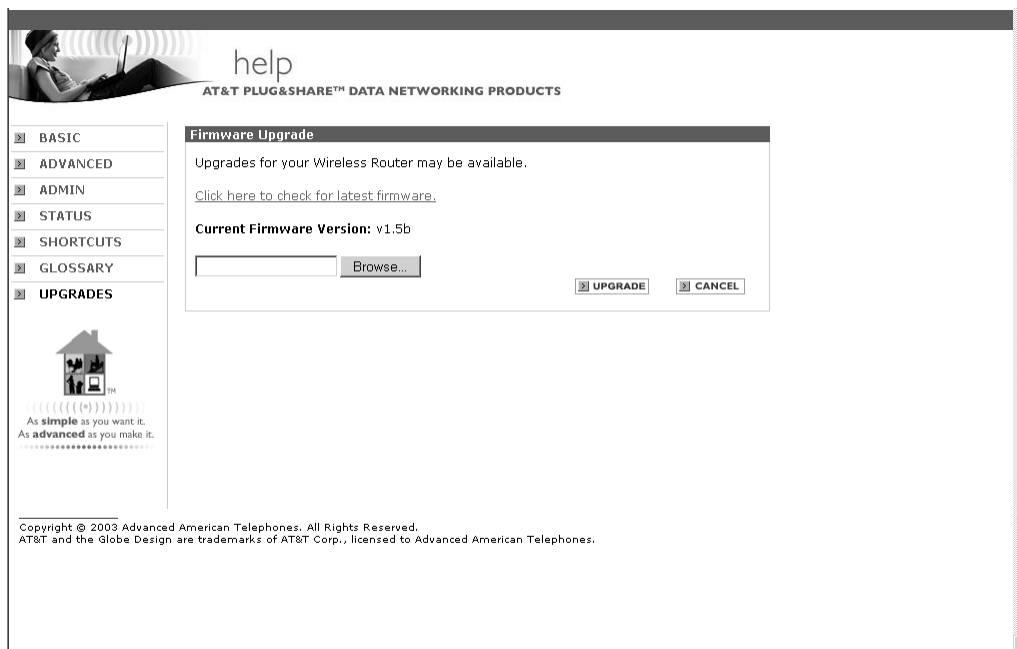 help
AT&T PLUG&SHARE™ DATA NETWORKING PRODUCTS
BASIC
ADVANCED
ADMIN
STATUS
SHORTCUTS
GLOSSARY
UPGRADES
Firmware Upgrade
Upgrades for your Wireless Router may be available.
Click here to check for latest firmware.
Current Firmware Version: v1.5b
Browse...
UPGRADE CANCEL
TM
As simple as you want it.
As advanced as you make it.
Copyright © 2003 Advanced American Telephones. All Rights Reserved.
AT&T and the Globe Design are trademarks of AT&T Corp., licensed to Advanced American Telephones.